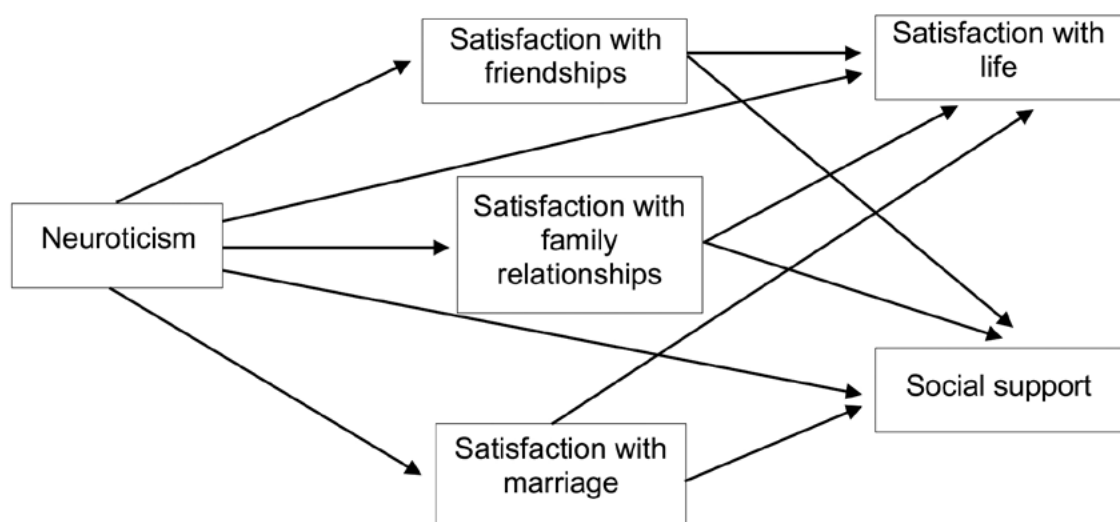 Satisfaction with
friendships
Satisfaction with
life
Neuroticism
Satisfaction with
family
relationships
Social support
Satisfaction with
marriage